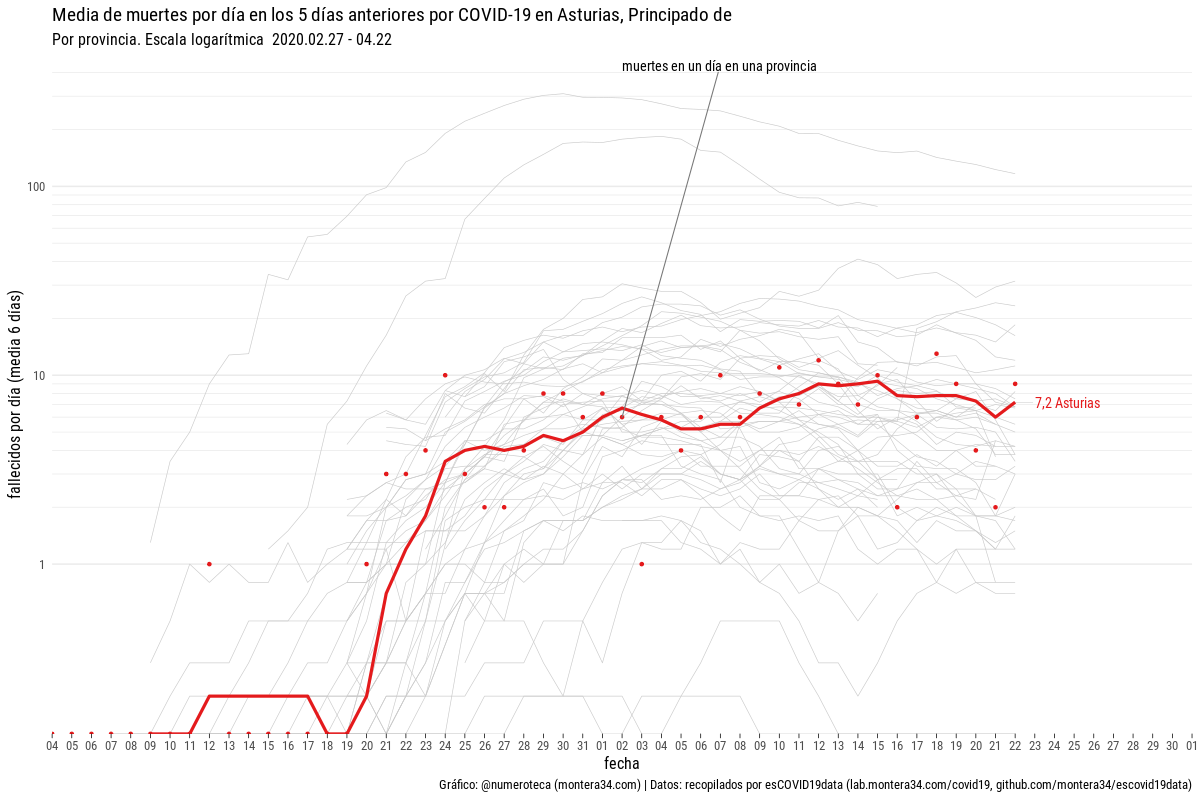 Media de muertes por día en los 5 días anteriores por COVID-19 en Asturias, Principado de
Por provincia. Escala logarítmica  2020.02.27 - 04.22
muertes en un día en una provincia
100
10
1
fallecidos por día (media 6 días)
7,2 Asturias
04 05 06 07 08 09 10 11 12 13 14 15 16 17 18 19 20 21 22 23 24 25 26 27 28 29 30 31 01 02 03 04 05 06 07 08 09 10 11 12 13 14 15 16 17 18 19 20 21 22 23 24 25 26 27 28 29 30 01
fecha
Gráfico: @numeroteca (montera34.com) | Datos: recopilados por esCOVID19data (lab.montera34.com/covid19, github.com/montera34/escovid19data)